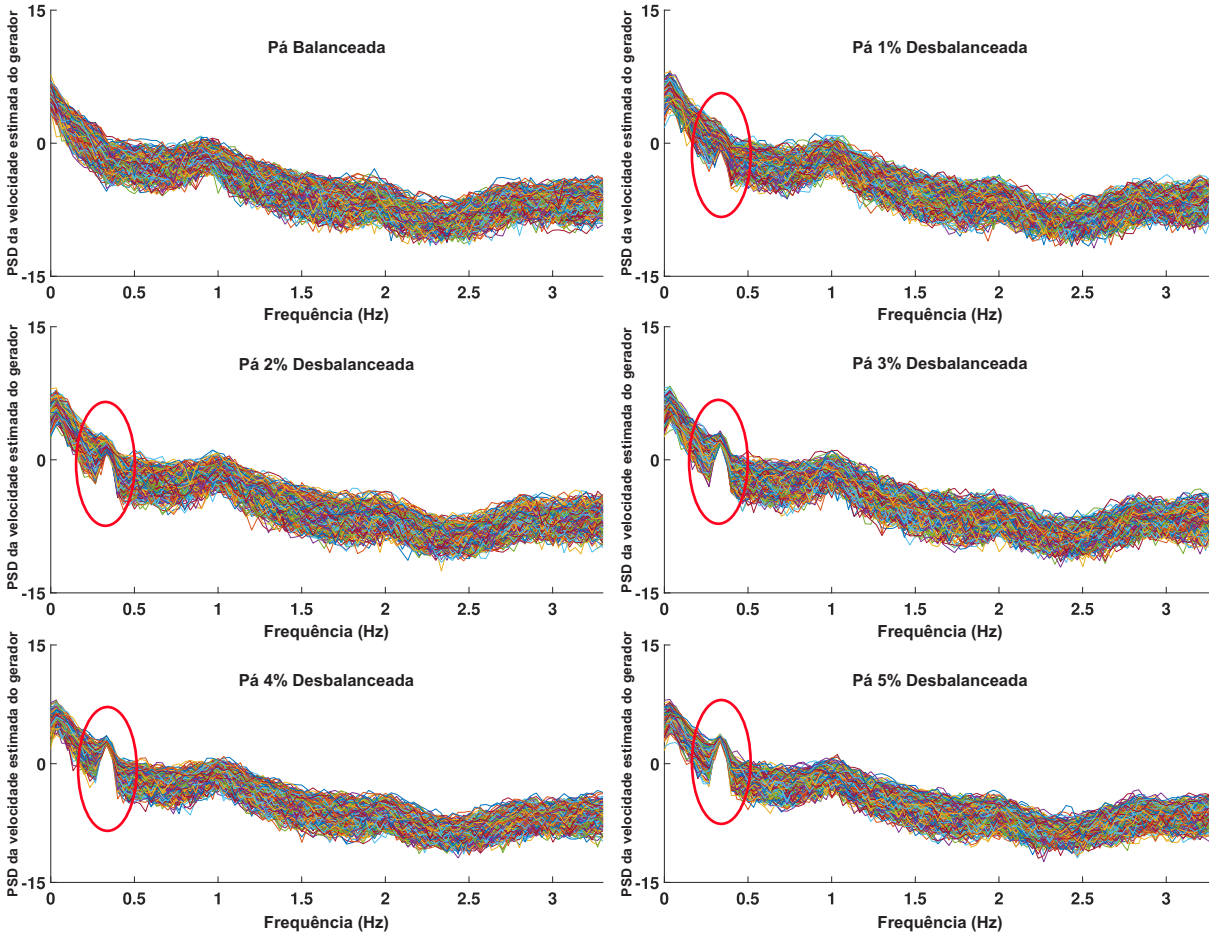 15
Pá Balanceada
PSD da velocidade estimada do gerador
0
-15
0 0.5 1 1.5 2 2.5 3
Frequência (Hz)
15
Pá 1% Desbalanceada
PSD da velocidade estimada do gerador
0
-15
0 0.5 1 1.5 2 2.5 3
Frequência (Hz)
15
Pá 2% Desbalanceada
PSD da velocidade estimada do gerador
0
-15
0 0.5 1 1.5 2 2.5 3
Frequência (Hz)
15
Pá 3% Desbalanceada
PSD da velocidade estimada do gerador
0
-15
0 0.5 1 1.5 2 2.5 3
Frequência (Hz)
15
Pá 4% Desbalanceada
PSD da velocidade estimada do gerador
0
-15
0 0.5 1 1.5 2 2.5 3
Frequência (Hz)
15
Pá 5% Desbalanceada
PSD da velocidade estimada do gerador
0
-15
0 0.5 1 1.5 2 2.5 3
Frequência (Hz)